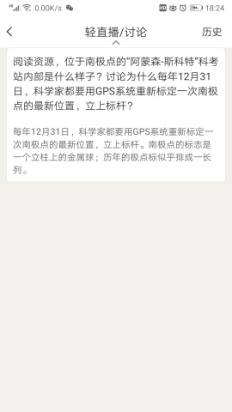 0.00K/s 18:24
轻直播/讨论 历史
阅读资源，位于南极点的“阿蒙森-斯科特”科考
站内部是什么样子？讨论为什么每年12月31
日，科学家都要用GPS系统重新标定一次南极
点的最新位置，立上标杆？
每年12月31日，科学家们要用GPS系统重新标定一
次南极点的最新位置，立上标杆。南极点的标志是
一个立柱上的金属球；历年的极点标似乎排成一长
列。